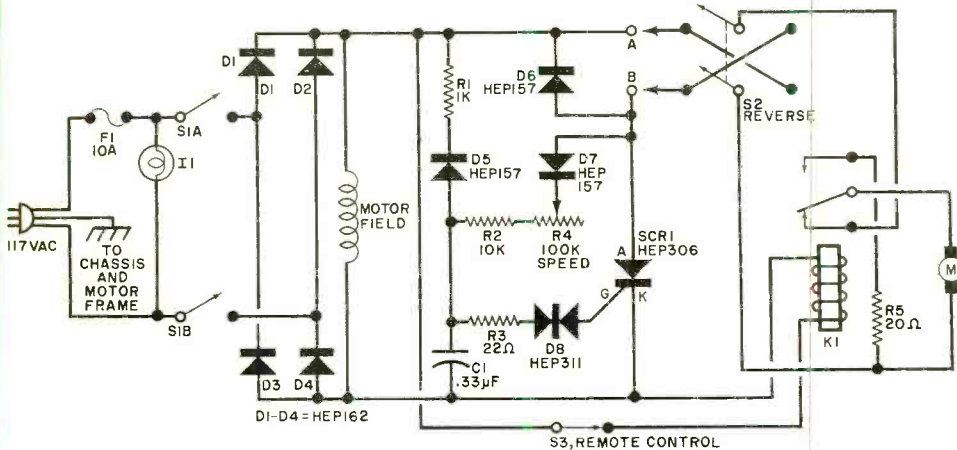 F1
10A
I1
117VAC
TO
CHASSIS
AND
MOTOR
FRAME
S1A
S1B
D1
D1
D2
D3
D4
D1-D4=HEP162
MOTOR
FIELD
R1
1K
D5
HEP157
D6
HEP157
D7
HEP
157
R2
10K
R4
100K
SPEED
R3
22Ω
D8
HEP311
C1
.33µF
SCR1
HEP306
A
G
K
A
B
S2
REVERSE
S3, REMOTE CONTROL
K1
R5
20Ω
M